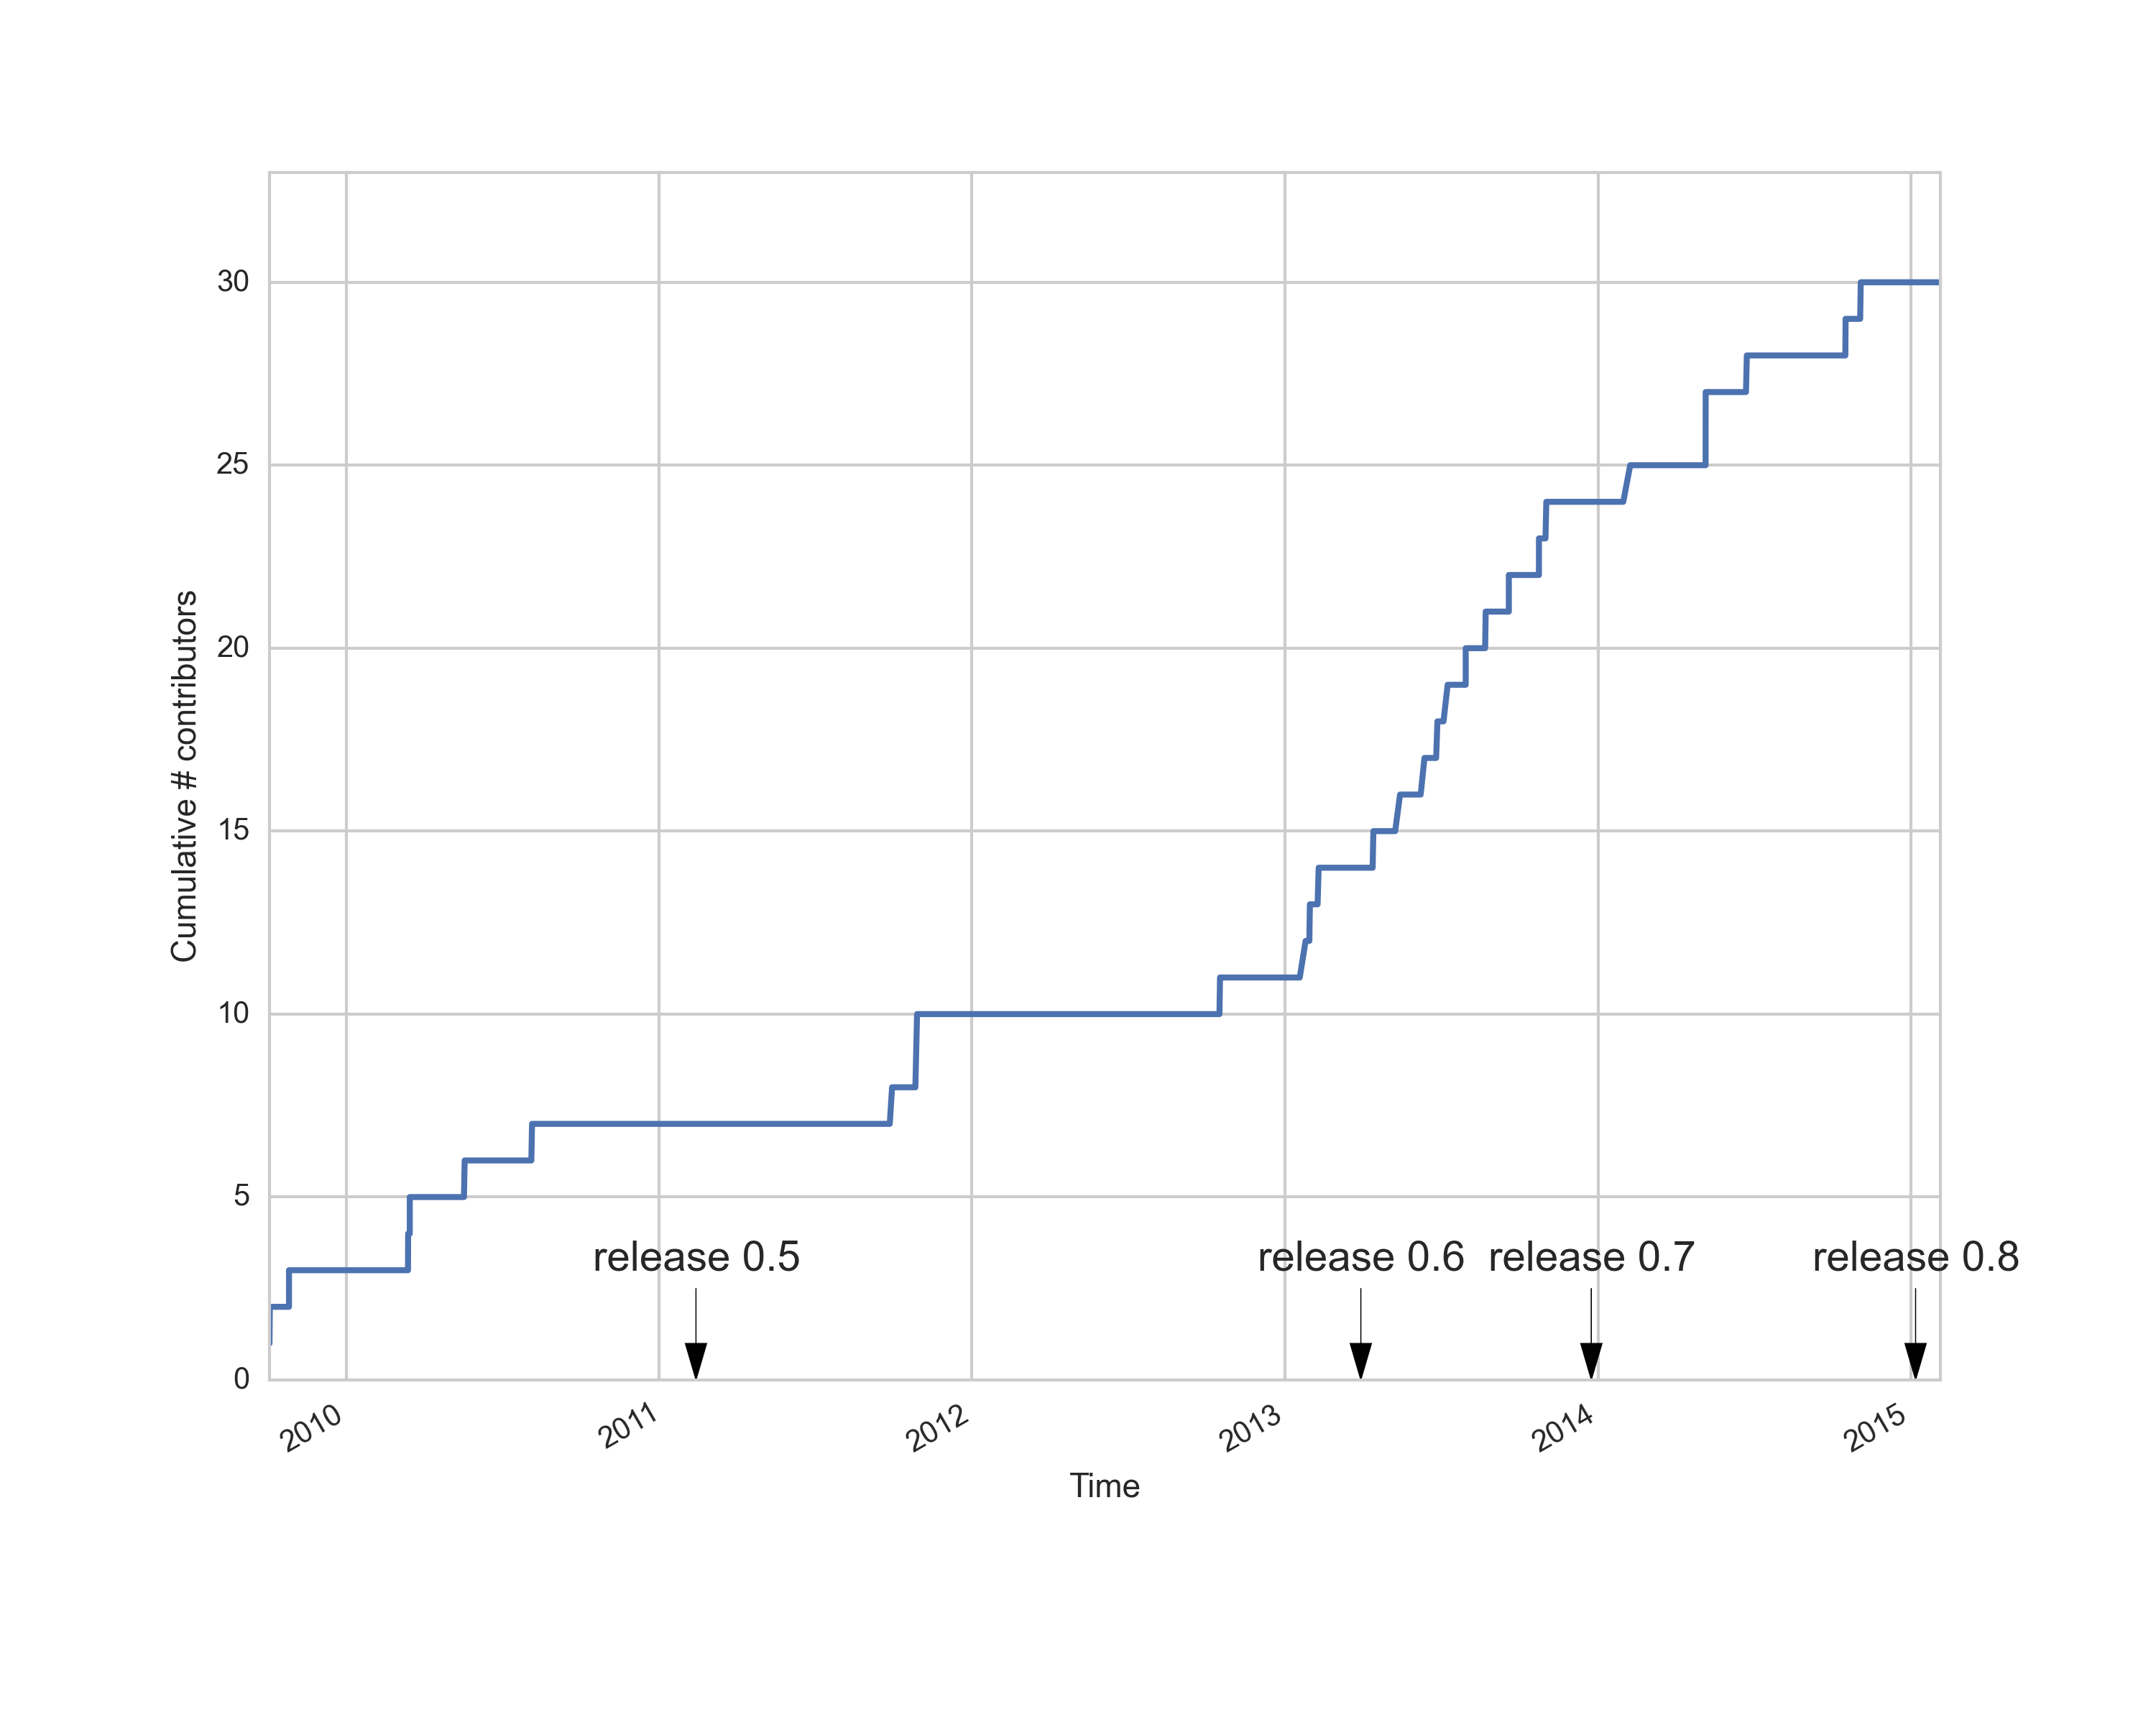 30
25
20
15
10
5
0
Cumulative # contributors
release 0.5
release 0.6
release 0.7
release 0.8
2010
2011
2012
2013
2014
2015
Time